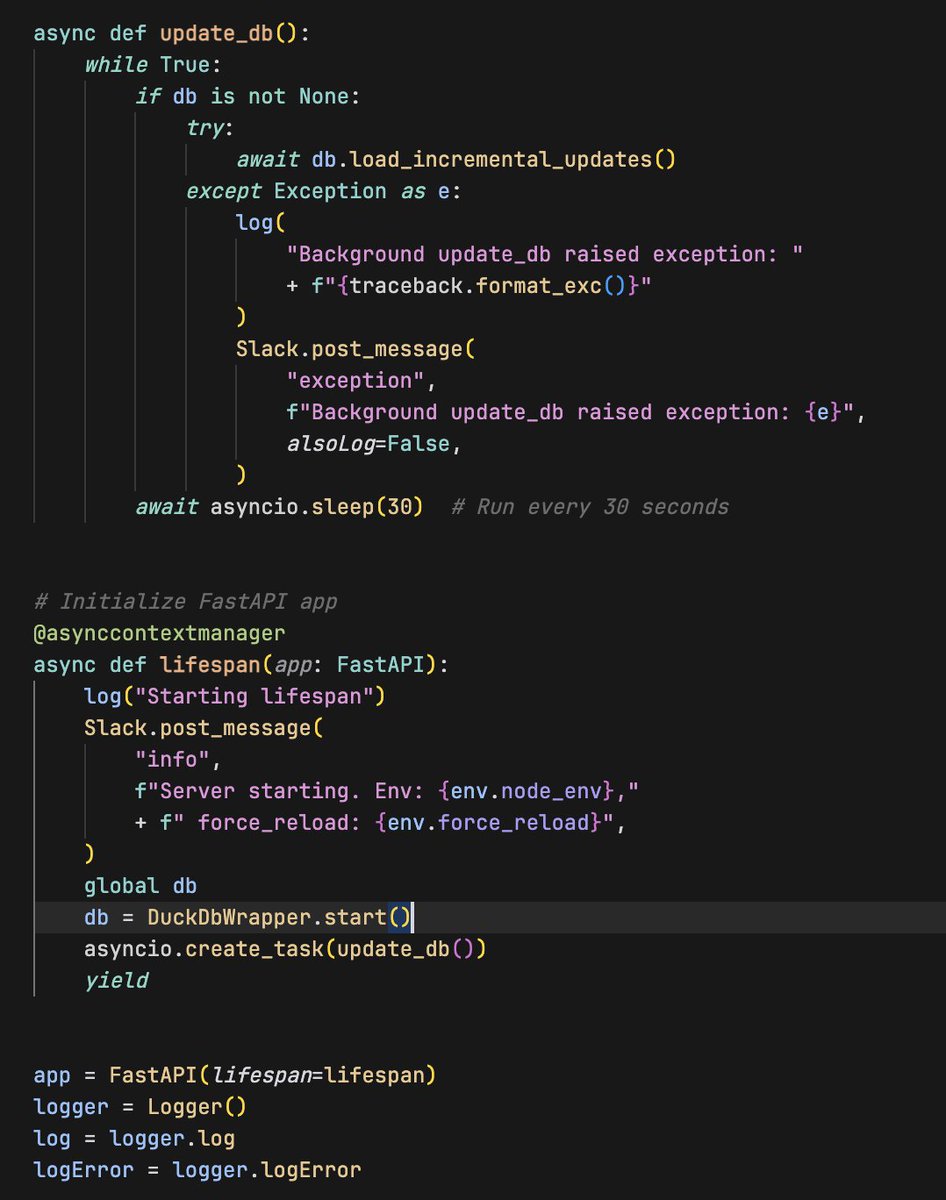 async def update_db():
    while True:
        if db is not None:
            try:
                await db.load_incremental_updates()
            except Exception as e:
                log(
                    "Background update_db raised exception: "
                    + f"{traceback.format_exc()}"
                )
                Slack.post_message(
                    "exception",
                    f"Background update_db raised exception: {e}",
                    alsoLog=False,
                )
        await asyncio.sleep(30)  # Run every 30 seconds
# Initialize FastAPI app
@asynccontextmanager
async def lifespan(app: FastAPI):
    log("Starting lifespan")
    Slack.post_message(
        "info",
        f"Server starting. Env: {env.node_env},"
        + f" force_reload: {env.force_reload}",
    )
    global db
    db = DuckDbWrapper.start()
    asyncio.create_task(update_db())
    yield
app = FastAPI(lifespan=lifespan)
logger = Logger()
log = logger.log
logError = logger.logError